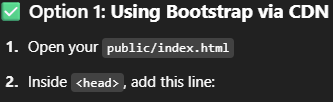 ✅ Option 1: Using Bootstrap via CDN
1. Open your public/index.html
2. Inside <head>, add this line: